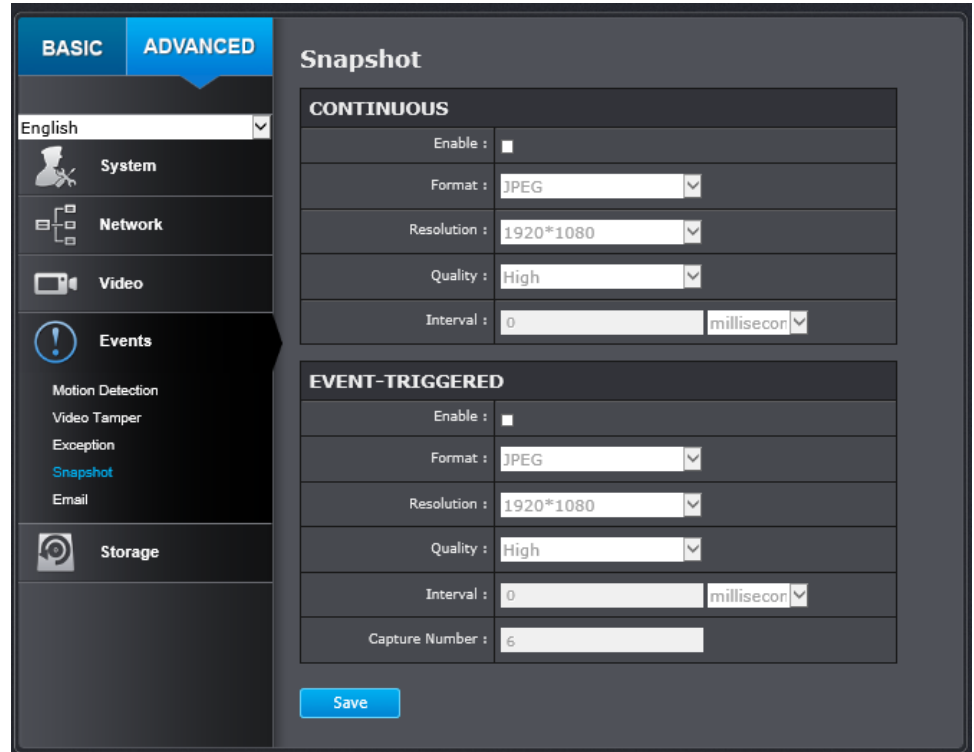 BASIC
ADVANCED
English
System
Network
Video
Events
Motion Detection
Video Tamper
Exception
Snapshot
Email
Storage
Snapshot
CONTINUOUS
Enable :
Format : JPEG
Resolution : 1920*1080
Quality : High
Interval : 0 millisecon
EVENT-TRIGGERED
Enable :
Format : JPEG
Resolution : 1920*1080
Quality : High
Interval : 0 millisecon
Capture Number : 6
Save